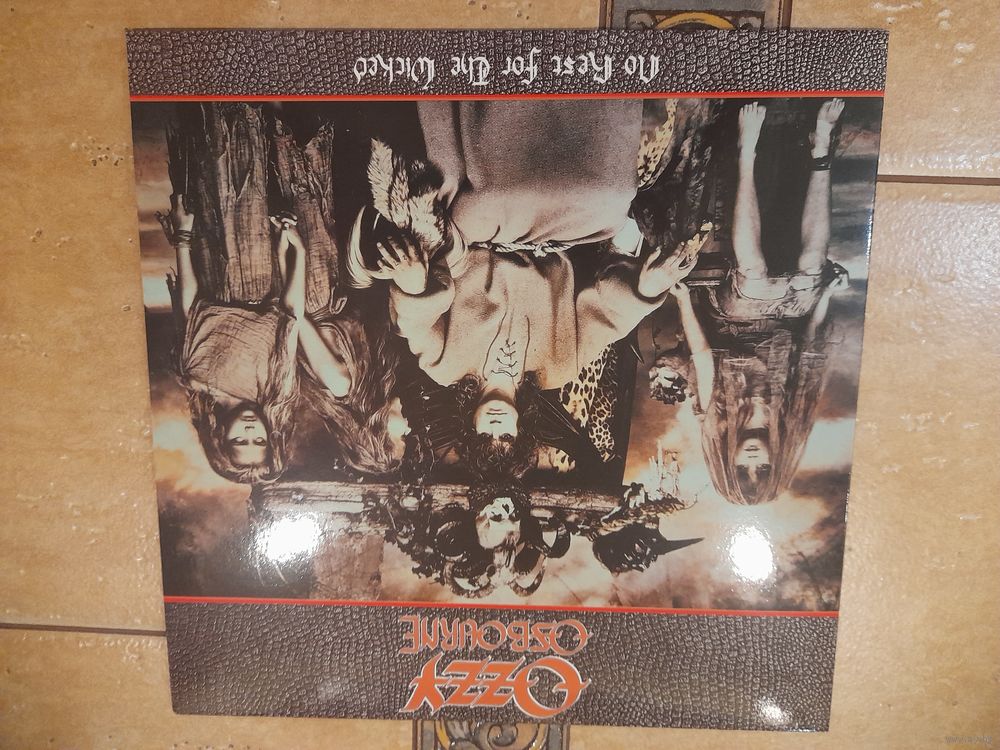 OZZY
OSBOURNE
No Rest for The Wicked